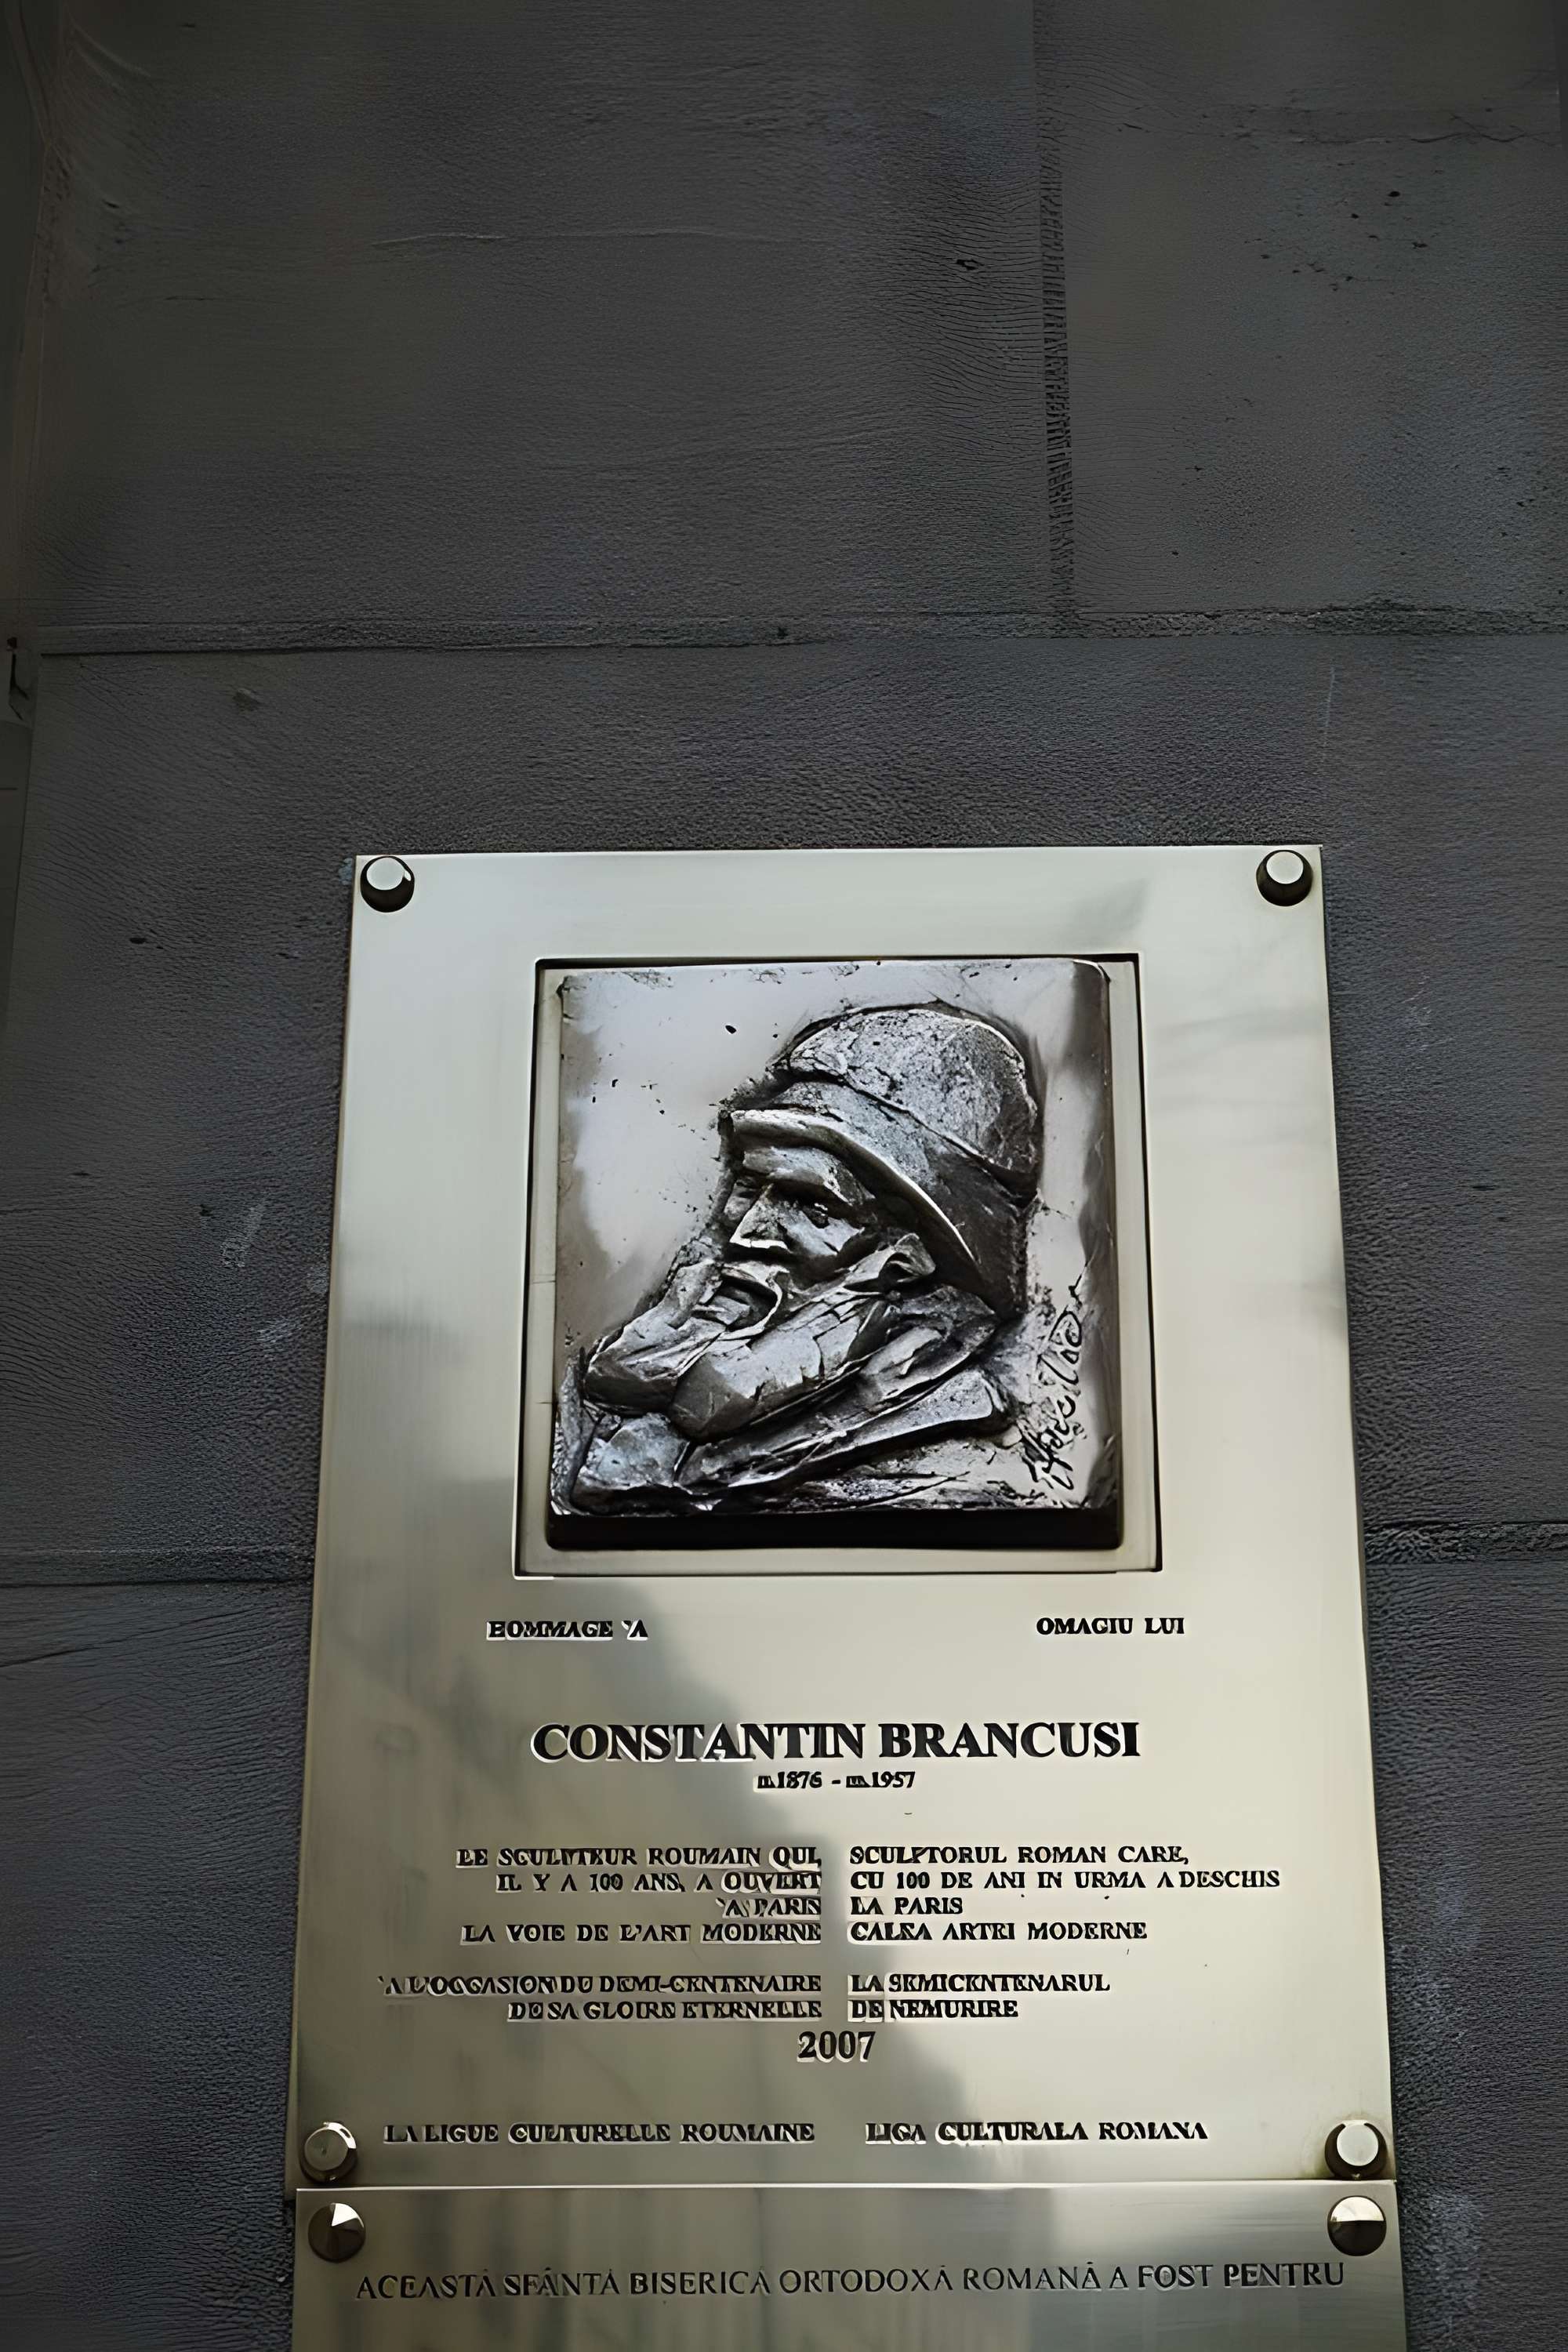 HOMMAGE `A OMAGIU LUI
CONSTANTIN BRANCUSI
n.1876 - m.1957
LE SCULPTEUR ROUMAIN QUI,
IL Y A 100 ANS, A OUVERT
`A PARIS
LA VOIE DE L'ART MODERNE
SCULPTORUL ROMAN CARE,
CU 100 DE ANI IN URMA A DESCHIS
LA PARIS
CALEA ARTEI MODERNE
`A L'OCCASION DU DEMI-CENTENAIRE
DE SA GLOIRE ETERNELLE
LA SEMICENTENARUL
DE NEMURIRE
2007
LA LIGUE CULTURELLE ROUMAINE LIGA CULTURALA ROMANA
ACEASTĂ SFÂNTĂ BISERICĂ ORTODOXĂ ROMANĂ A FOST PENTRU